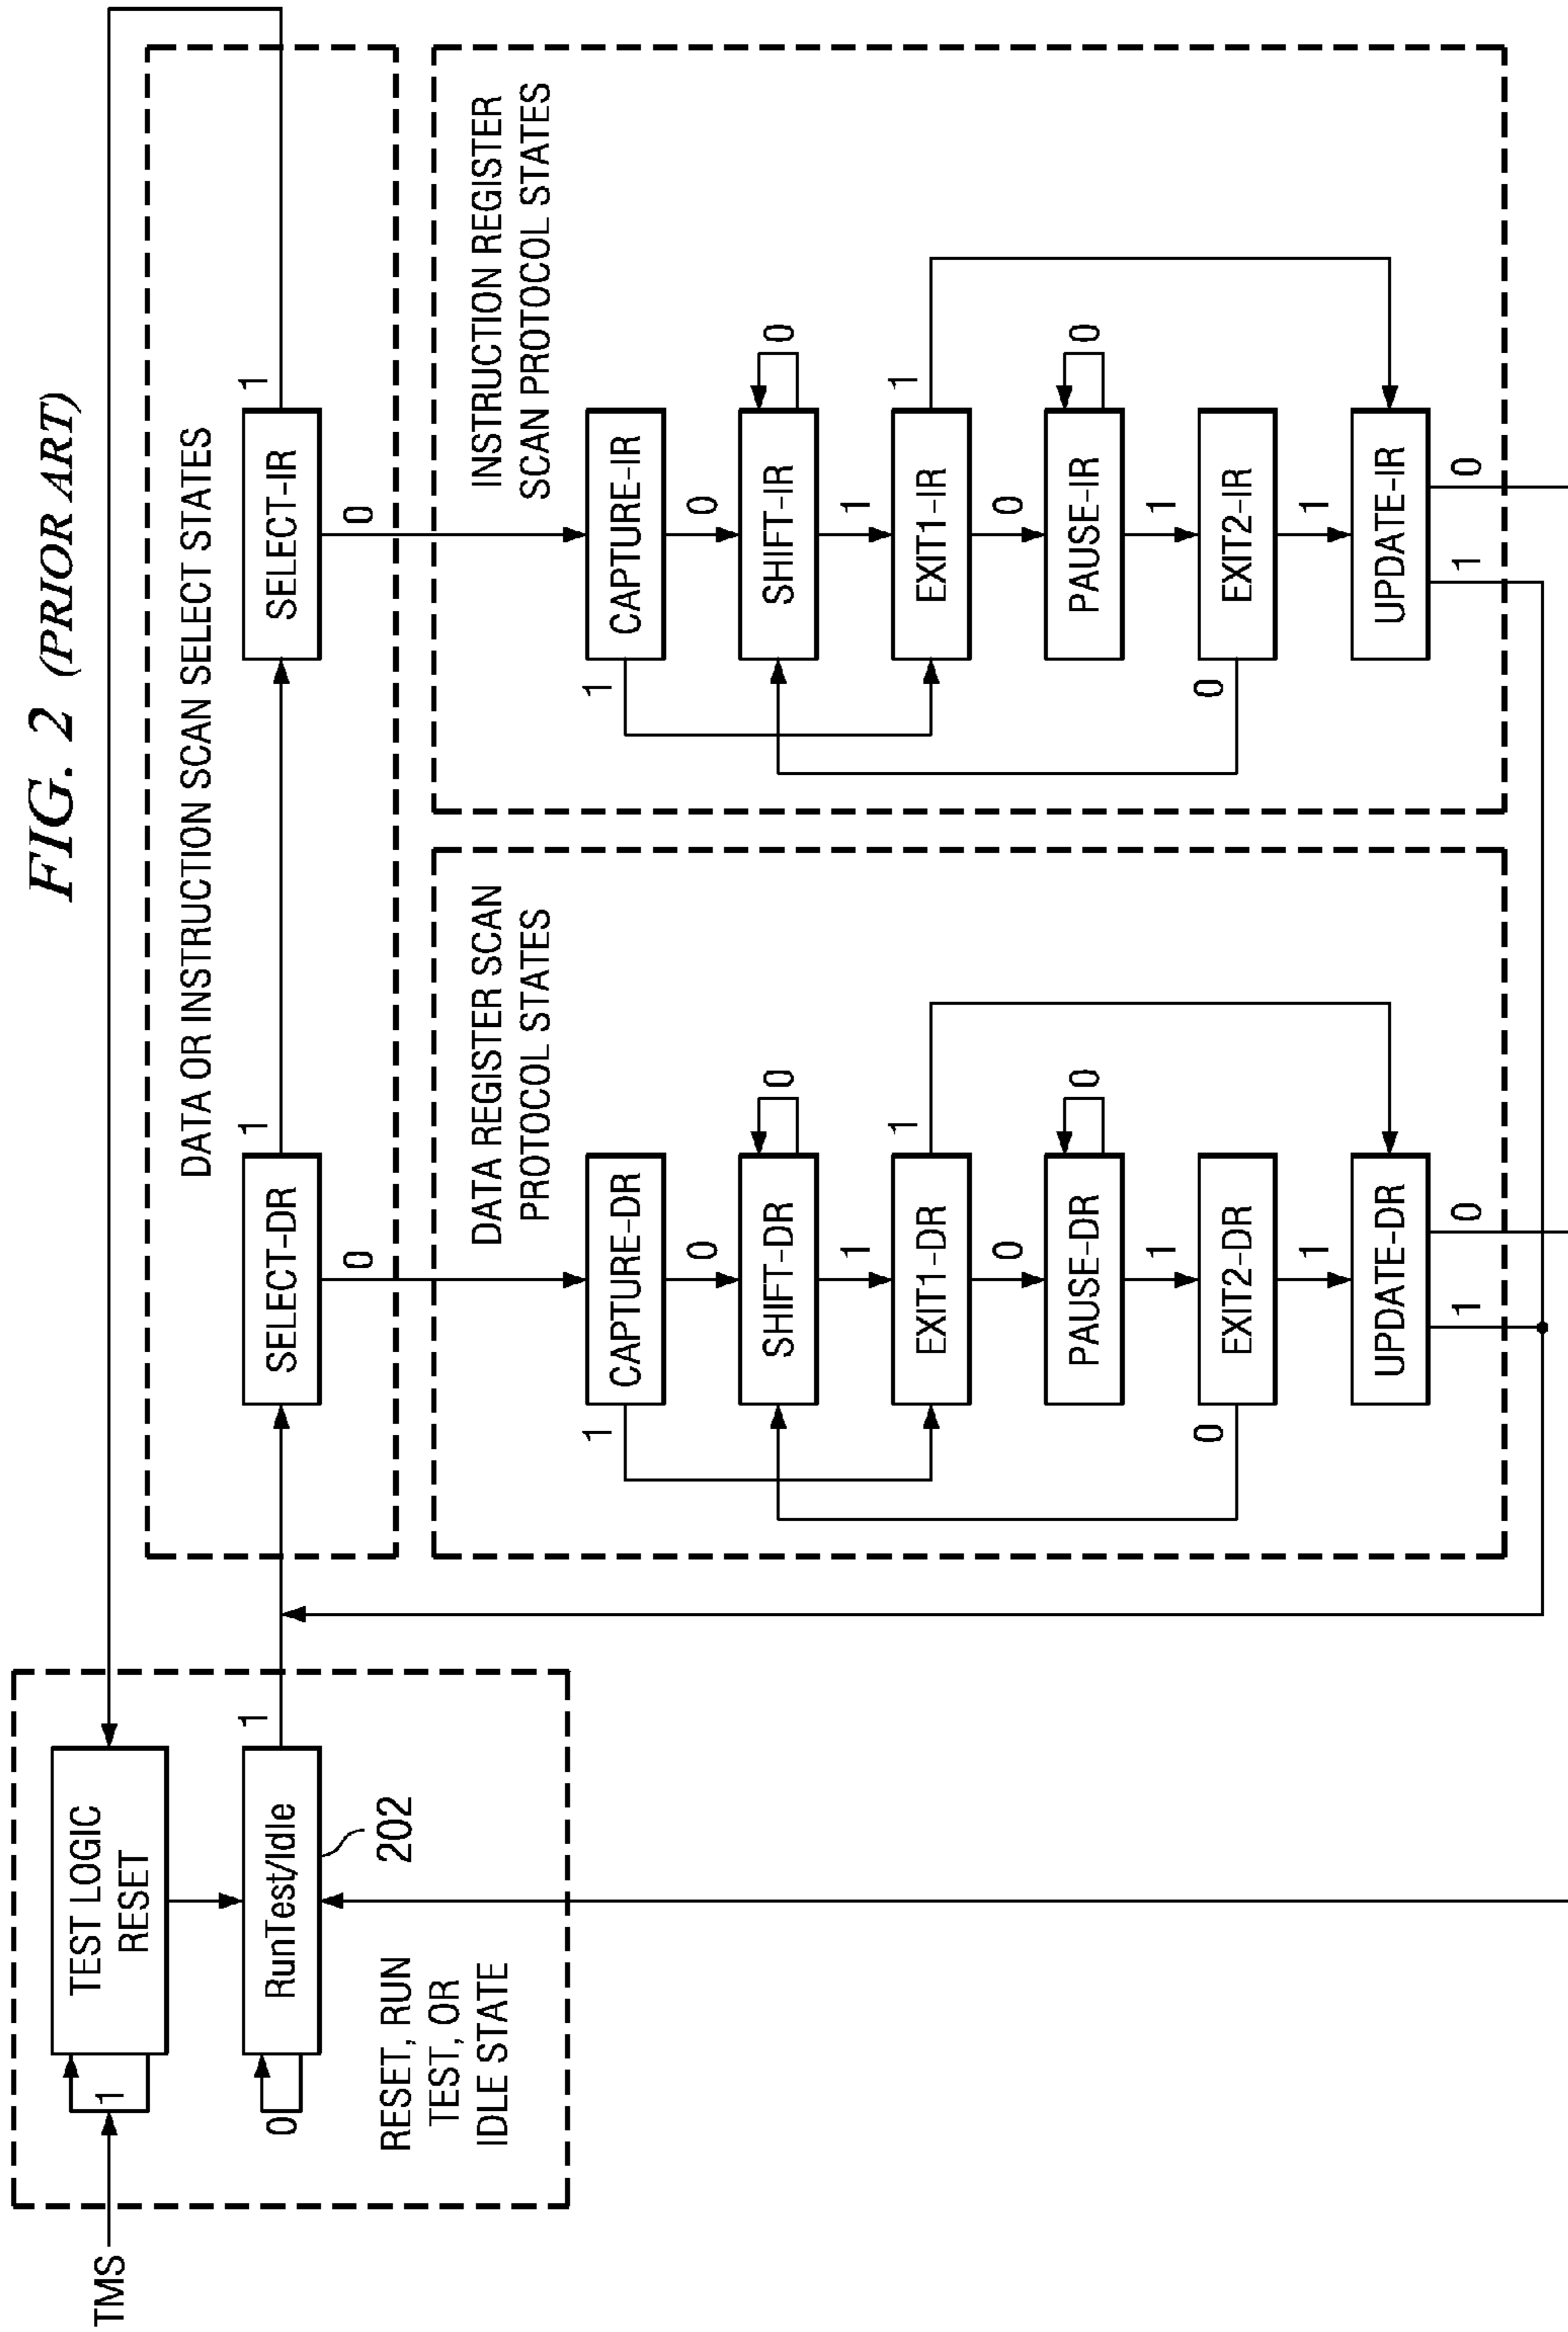 FIG. 2 (PRIOR ART)
TMS
1
TEST LOGIC
RESET
0
RunTest/Idle
1
202
RESET, RUN
TEST, OR
IDLE STATE
DATA OR INSTRUCTION SCAN SELECT STATES
SELECT-DR
1
0
SELECT-IR
1
0
DATA REGISTER SCAN
PROTOCOL STATES
CAPTURE-DR
1
0
SHIFT-DR
0
1
EXIT1-DR
1
0
PAUSE-DR
0
1
EXIT2-DR
0
1
UPDATE-DR
1
0
INSTRUCTION REGISTER
SCAN PROTOCOL STATES
CAPTURE-IR
1
0
SHIFT-IR
0
1
EXIT1-IR
1
0
PAUSE-IR
0
1
EXIT2-IR
0
1
UPDATE-IR
1
0